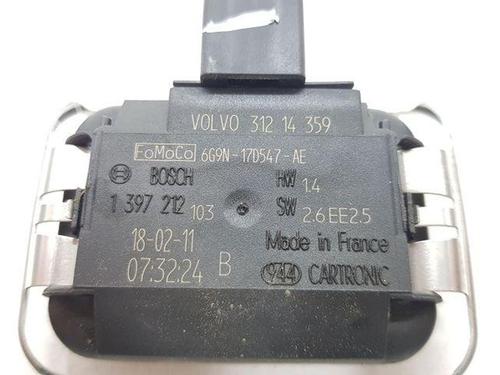 VOLVO 312 14 359
FoMoCo 6G9N-17D547-AE
BOSCH HW 1.4
1 397 212 103 SW 2.6EE2.5
18-02-11 Made in France
07:32:24 B CARTRONIC